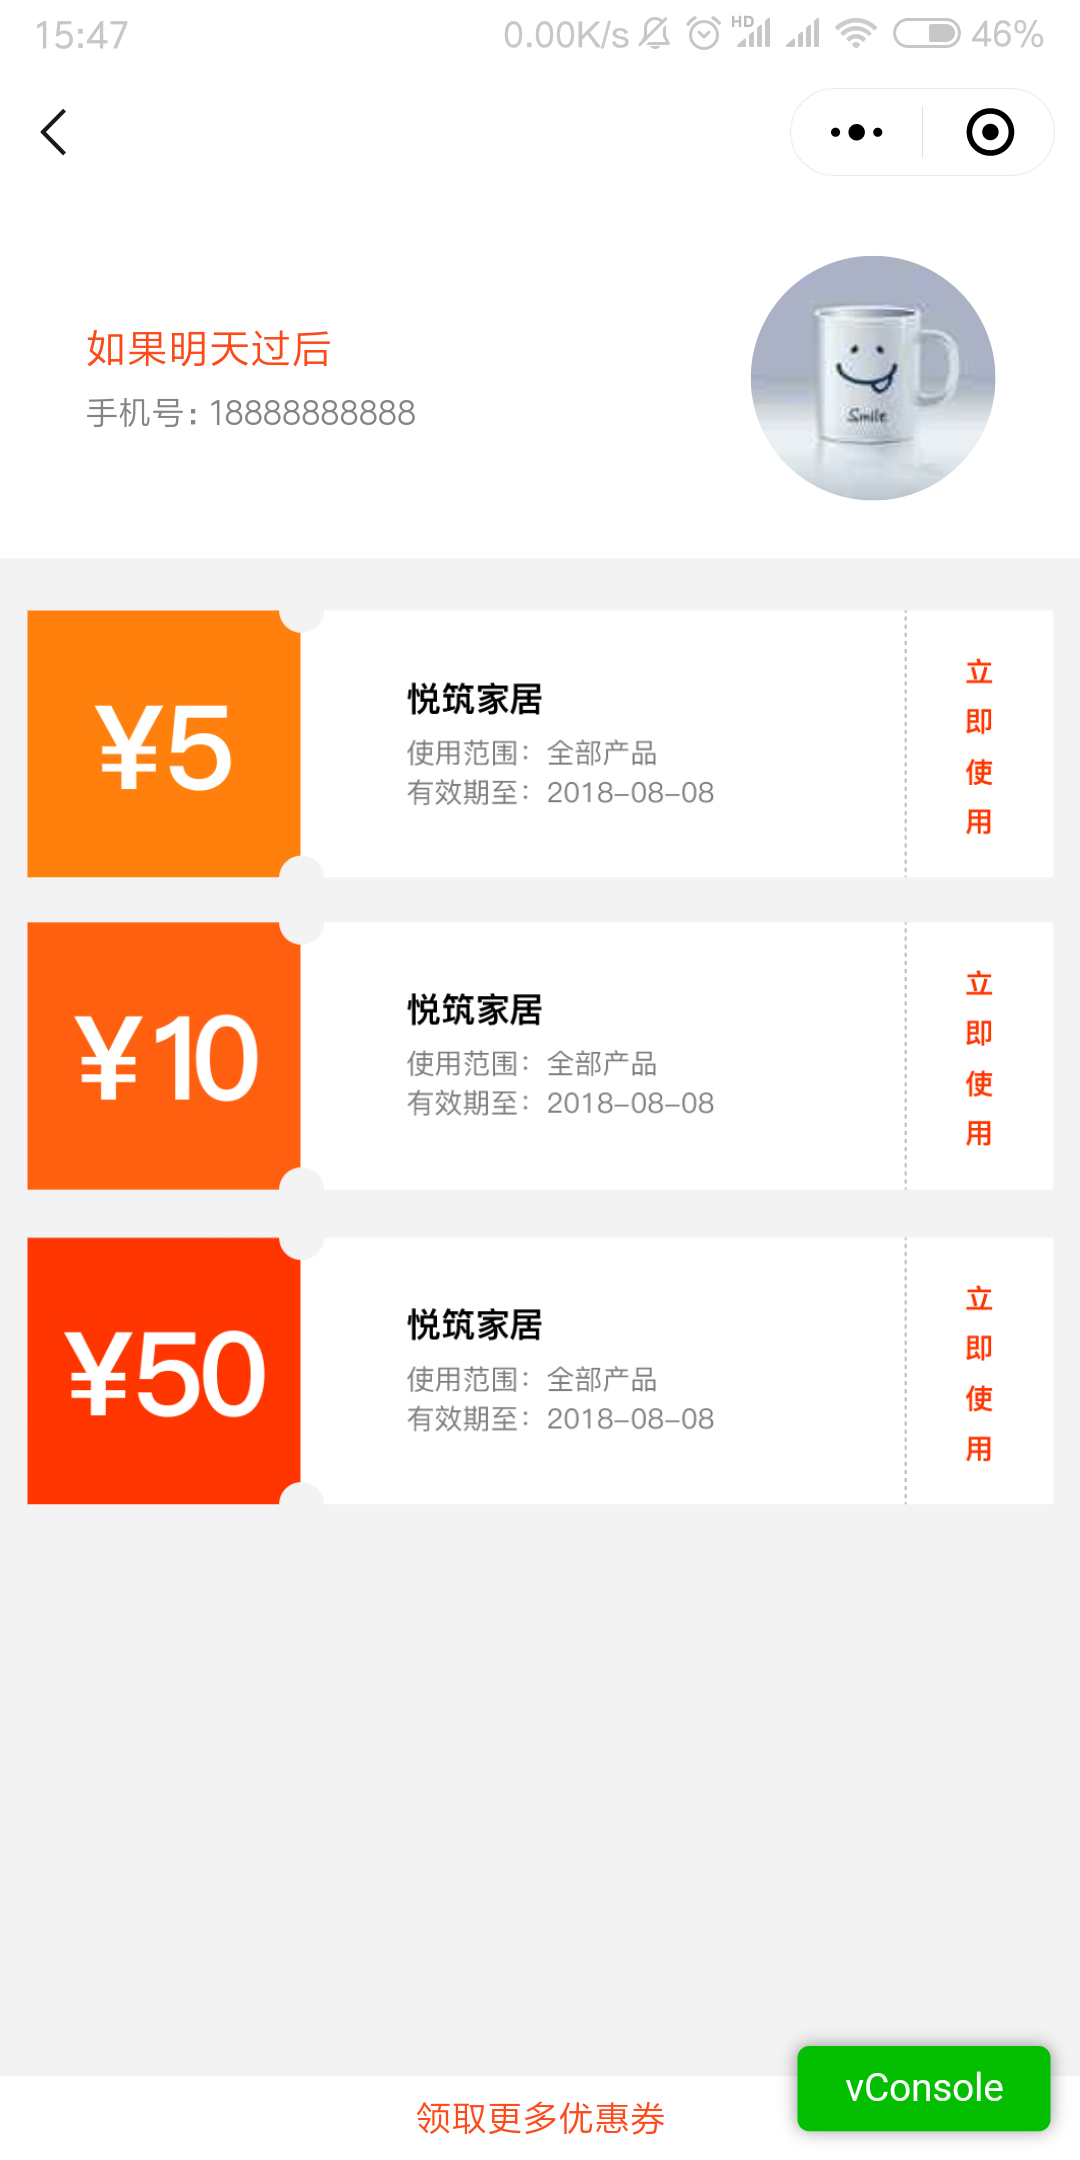 15:47
0.00K/s
HD
46%
如果明天过后
手机号：18888888888
Smile
¥5
悦筑家居
使用范围：全部产品
有效期至：2018-08-08
立即使用
¥10
悦筑家居
使用范围：全部产品
有效期至：2018-08-08
立即使用
¥50
悦筑家居
使用范围：全部产品
有效期至：2018-08-08
立即使用
vConsole
领取更多优惠券